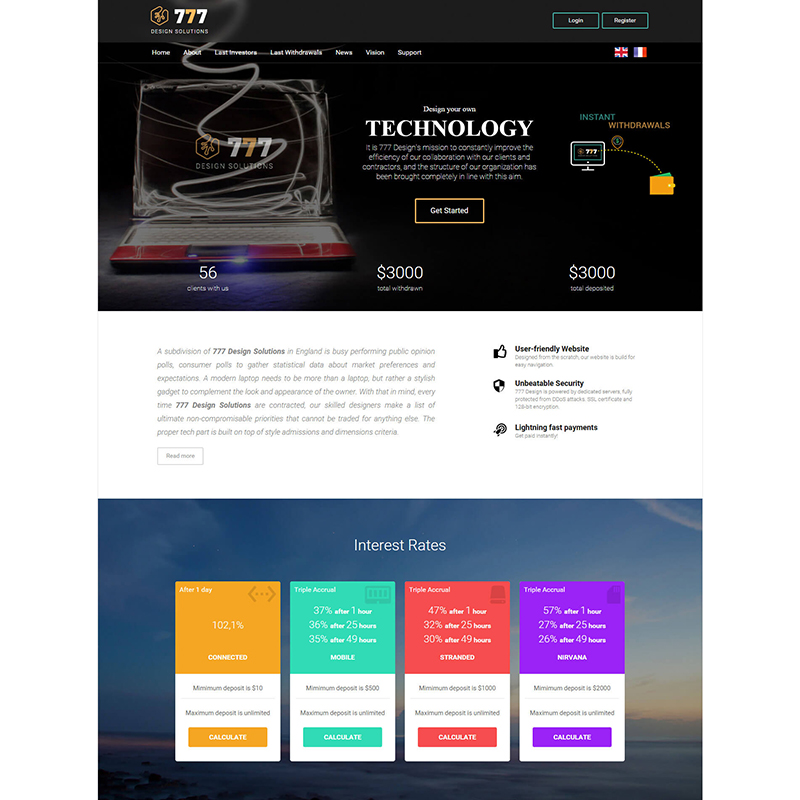 777
DESIGN SOLUTIONS
Login
Register
Home
About
Last Investors
Last Withdrawals
News
Vision
Support
777
DESIGN SOLUTIONS
Design your own
TECHNOLOGY
It is 777 Design's mission to constantly improve the
efficiency of our collaboration with our clients and
contractors, and the structure of our organization has
been brought completely in line with this aim.
Get Started
INSTANT
WITHDRAWALS
777
56
clients with us
$3000
total withdrawn
$3000
total deposited
A subdivision of 777 Design Solutions in England is busy performing public opinion
polls, consumer polls to gather statistical data about market preferences and
expectations. A modern laptop needs to be more than a laptop, but rather a stylish
gadget to complement the look and appearance of the owner. With that in mind, every
time 777 Design Solutions are contracted, our skilled designers make a list of
ultimate non-compromisable priorities that cannot be traded for anything else. The
proper tech part is built on top of style admissions and dimensions criteria.
Read more
User-friendly Website
Designed from the scratch, our website is build for
easy navigation.
Unbeatable Security
777 Design is powered by dedicated servers, fully
protected from DDoS attacks. SSL certificate and
128-bit encryption.
Lightning fast payments
Get paid instantly!
Interest Rates
After 1 day
102,1%
CONNECTED
Mimimum deposit is $10
Maximum deposit is unlimited
CALCULATE
Triple Accrual
37% after 1 hour
36% after 25 hours
35% after 49 hours
MOBILE
Mimimum deposit is $500
Maximum deposit is unlimited
CALCULATE
Triple Accrual
47% after 1 hour
32% after 25 hours
30% after 49 hours
STRANDED
Mimimum deposit is $1000
Maximum deposit is unlimited
CALCULATE
Triple Accrual
57% after 1 hour
27% after 25 hours
26% after 49 hours
NIRVANA
Mimimum deposit is $2000
Maximum deposit is unlimited
CALCULATE